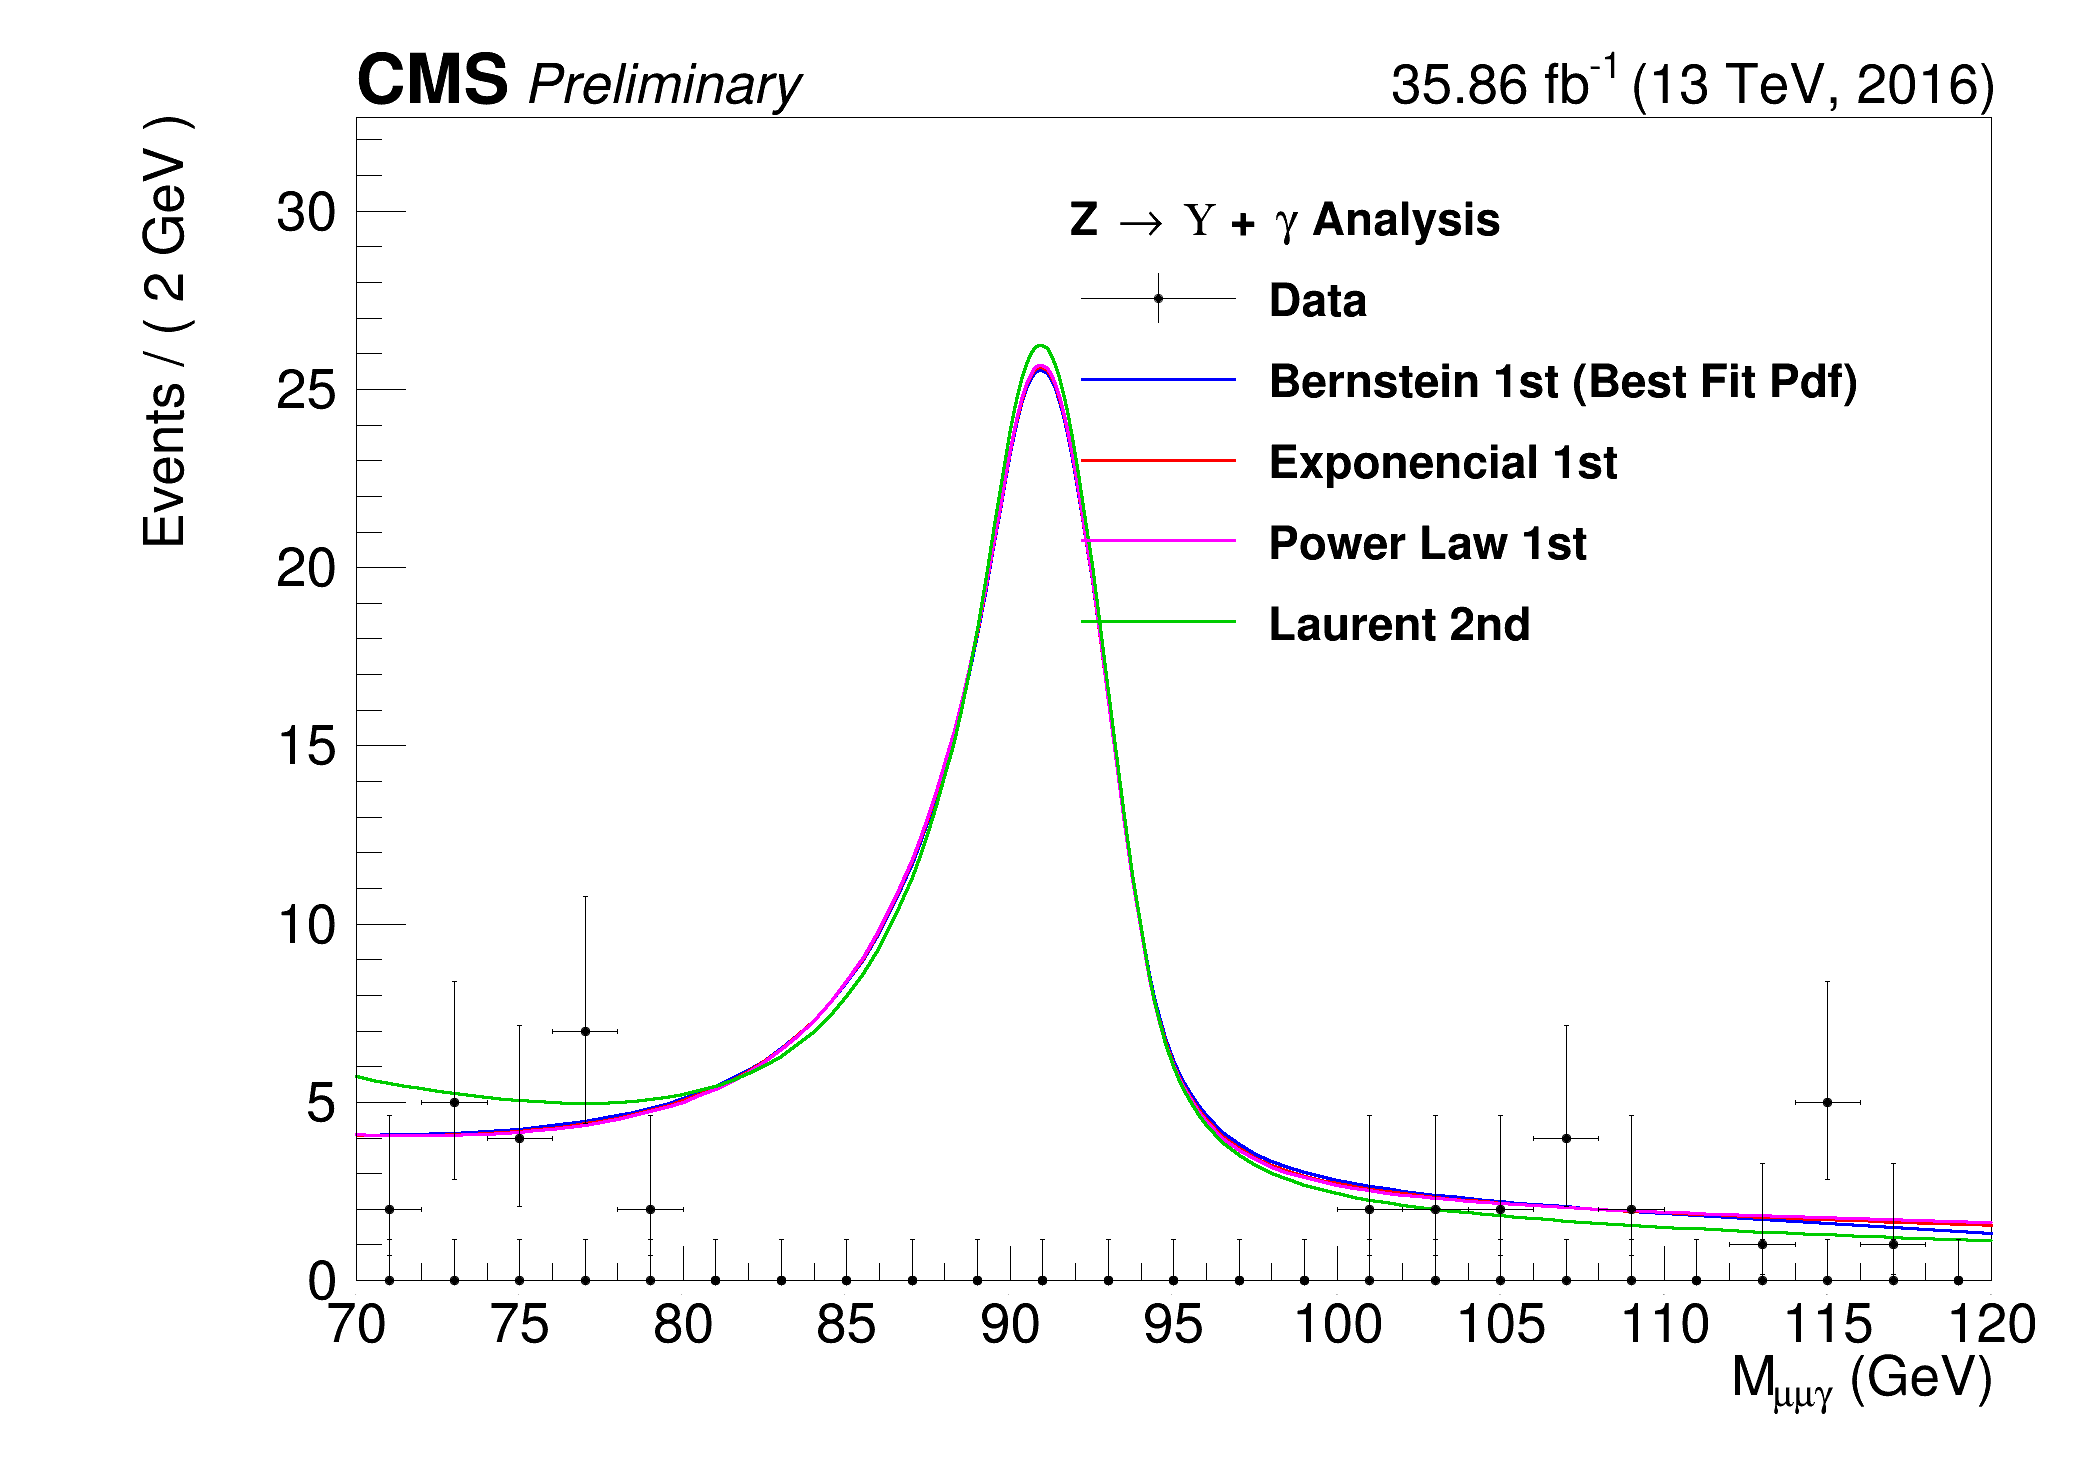 CMS Preliminary
35.86 fb⁻¹ (13 TeV, 2016)
Events / ( 2 GeV )
30
25
20
15
10
5
0
Z → Υ + γ Analysis
Data
Bernstein 1st (Best Fit Pdf)
Exponencial 1st
Power Law 1st
Laurent 2nd
70 75 80 85 90 95 100 105 110 115 120
Mμμγ (GeV)